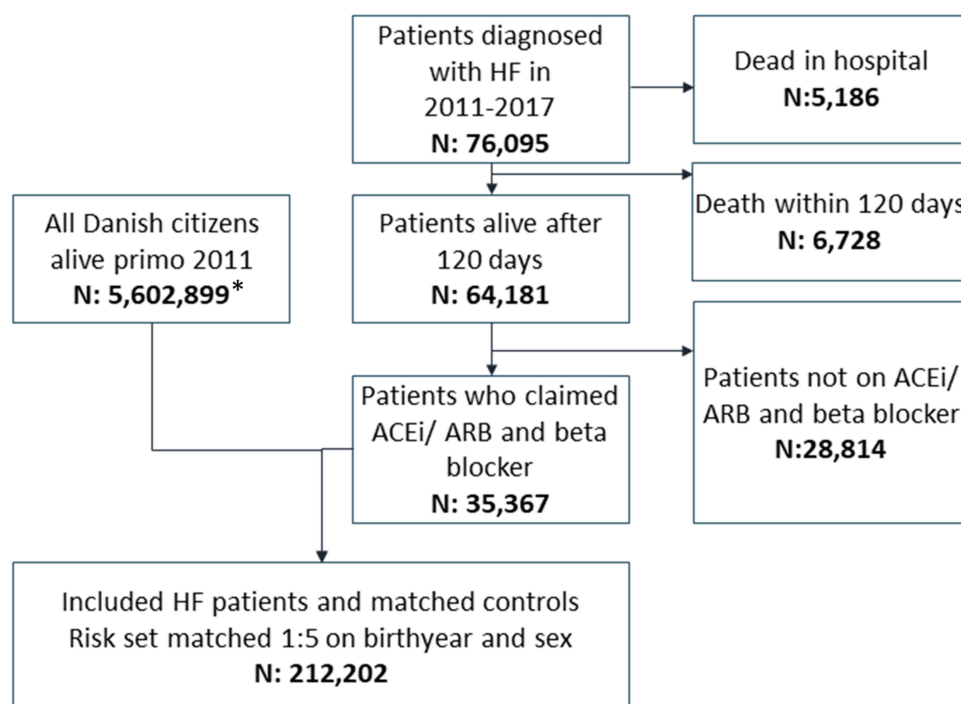 Patients diagnosed
with HF in
2011-2017
N: 76,095
Dead in hospital
N:5,186
Death within 120 days
N: 6,728
All Danish citizens
alive primo 2011
N: 5,602,899*
Patients alive after
120 days
N: 64,181
Patients not on ACEi/
ARB and beta blocker
N:28,814
Patients who claimed
ACEi/ ARB and beta
blocker
N: 35,367
Included HF patients and matched controls
Risk set matched 1:5 on birthyear and sex
N: 212,202